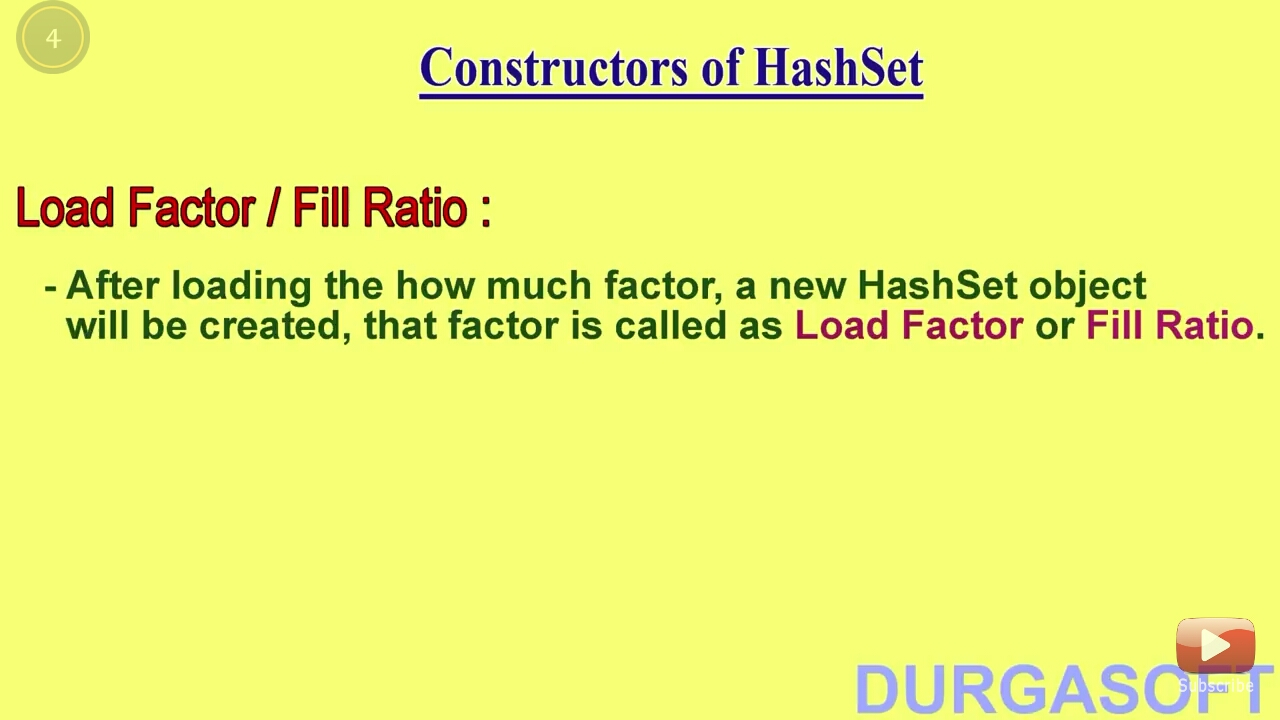 4
Constructors of HashSet
Load Factor / Fill Ratio :
- After loading the how much factor, a new HashSet object
will be created, that factor is called as Load Factor or Fill Ratio.
DURGASOFT
Subscribe